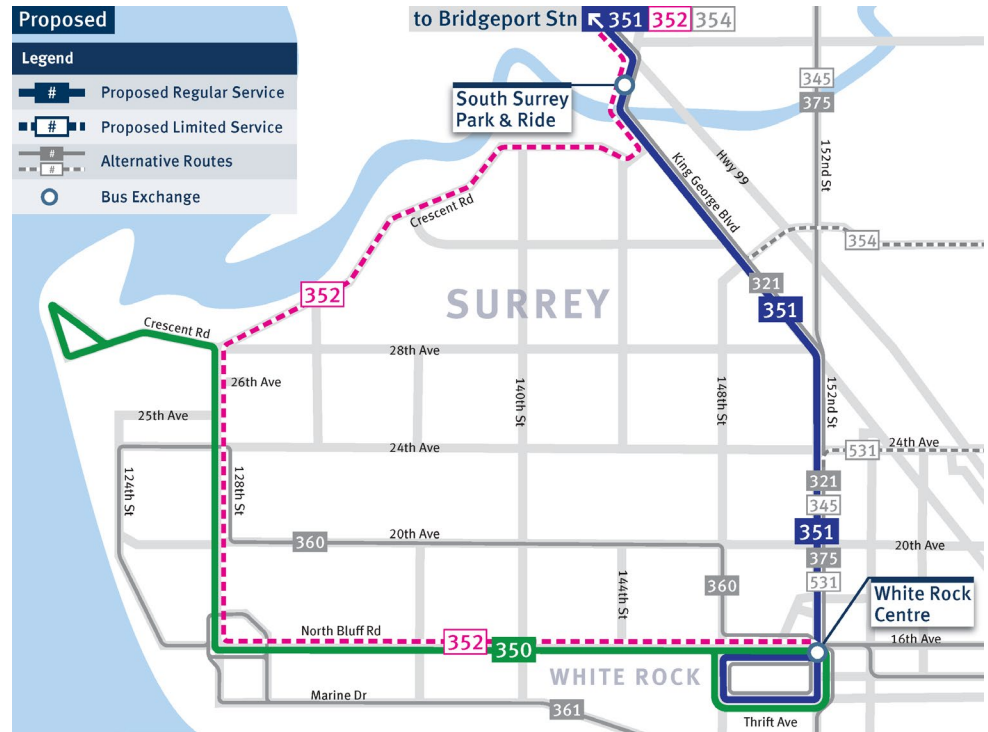 Proposed
to Bridgeport Stn 351 352 354
Legend
# Proposed Regular Service
# Proposed Limited Service
#
# Alternative Routes
Bus Exchange
South Surrey
Park & Ride
345
375
152nd St
Hwy 99
King George Blvd
Crescent Rd
354
321
351
352
SURREY
Crescent Rd
28th Ave
26th Ave
140th St
148th St
152nd St
25th Ave
24th Ave
531
24th Ave
124th St
128th St
321
345
351
375
531
360
20th Ave
20th Ave
144th St
360
White Rock
Centre
North Bluff Rd
352
350
16th Ave
WHITE ROCK
Marine Dr
361
Thrift Ave